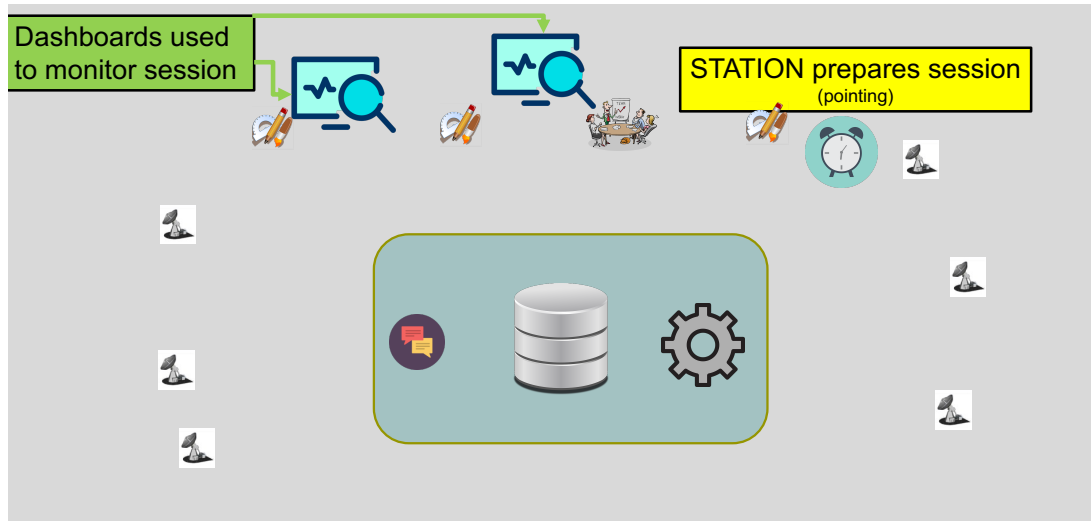 Dashboards used
to monitor session
STATION prepares session
(pointing)